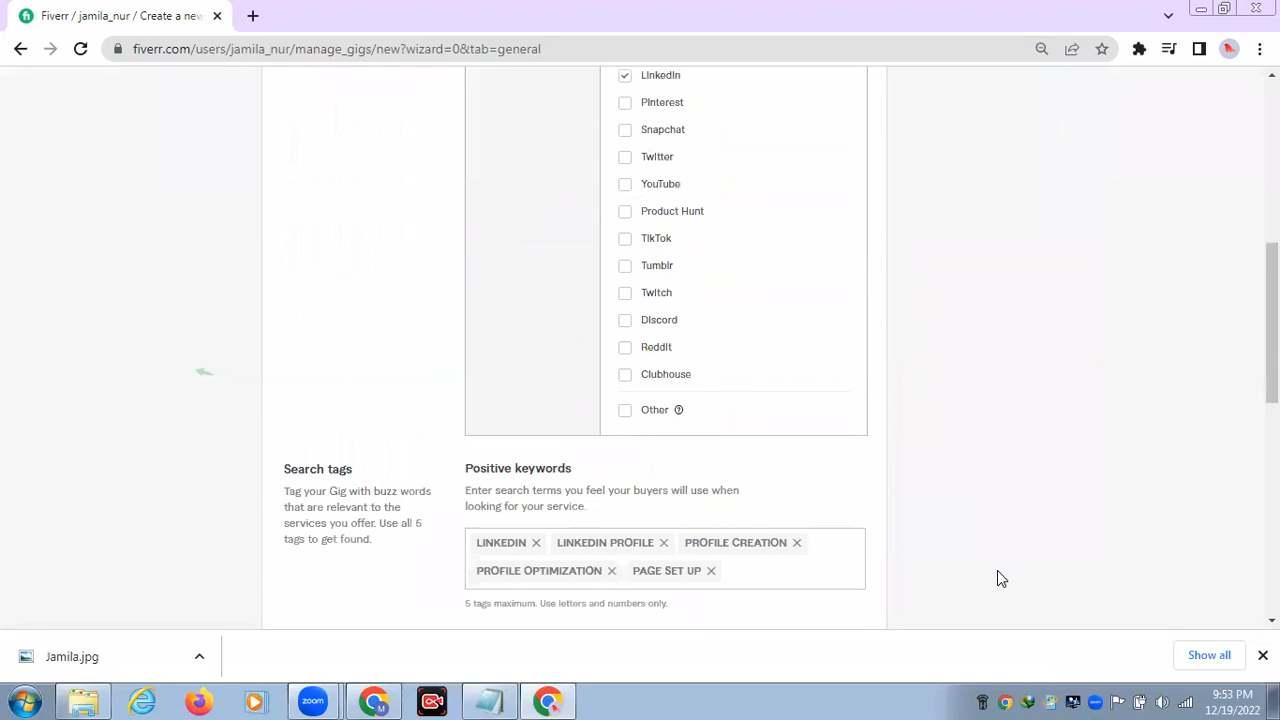 Fiverr / jamila_nur / Create a new
fiverr.com/users/jamila_nur/manage_gigs/new?wizard=0&tab=general
LinkedIn
Pinterest
Snapchat
Twitter
YouTube
Product Hunt
TikTok
Tumblr
Twitch
Discord
Reddit
Clubhouse
Other
Search tags
Tag your Gig with buzz words
that are relevant to the
services you offer. Use all 5
tags to get found.
Positive keywords
Enter search terms you feel your buyers will use when
looking for your service.
LINKEDIN LINKEDIN PROFILE PROFILE CREATION
PROFILE OPTIMIZATION PAGE SET UP
5 tags maximum. Use letters and numbers only.
Jamila.jpg
Show all
zoom
M
9:53 PM
12/19/2022